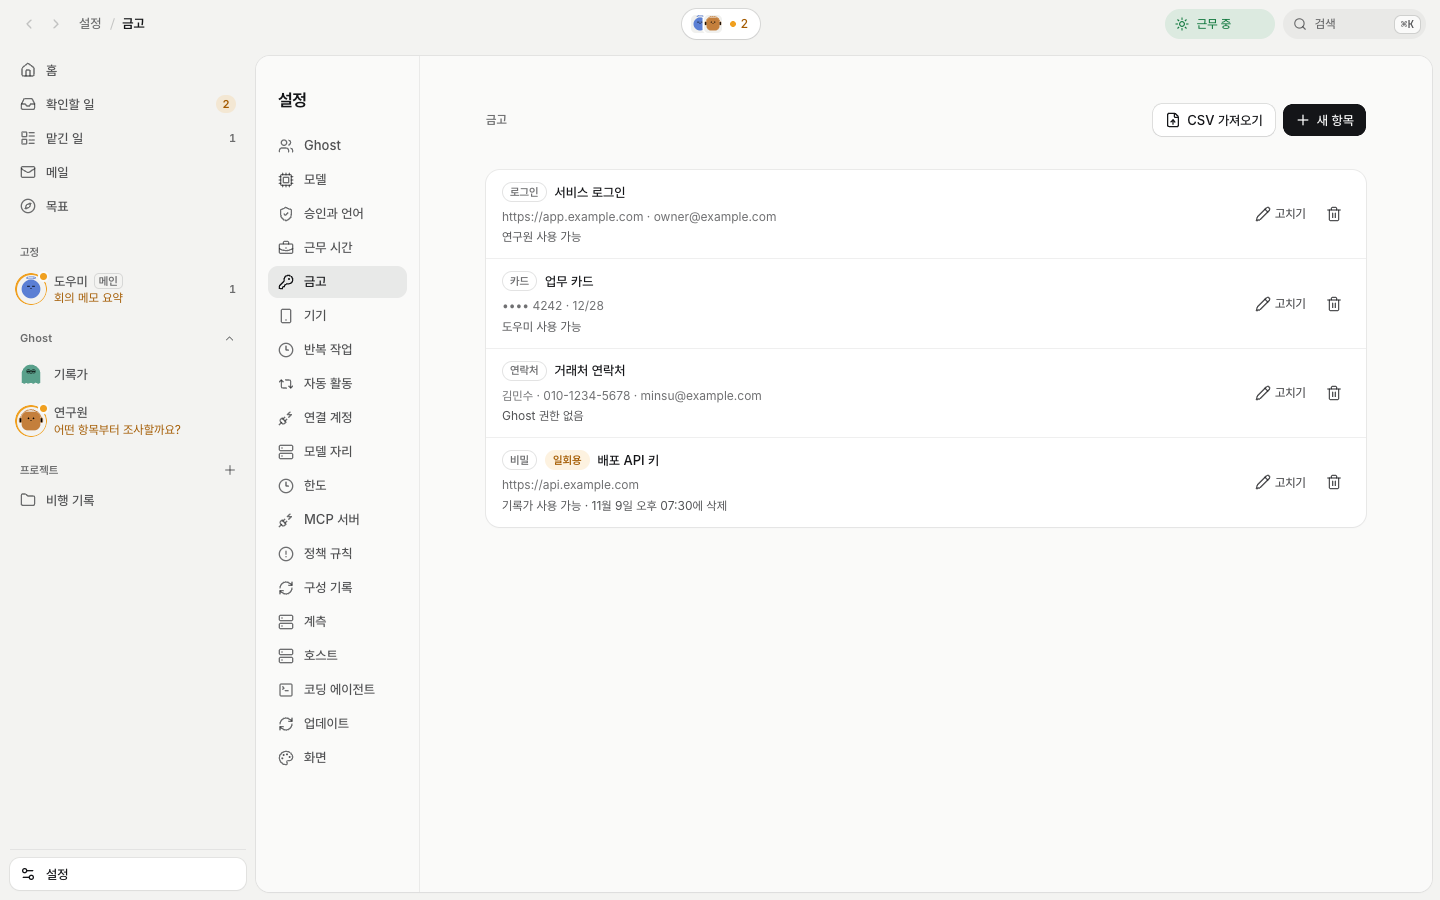 설정 / 금고
2
근무 중
검색
⌘K
홈
확인할 일
2
맡긴 일
1
메일
목표
고정
도우미 메인
회의 메모 요약
1
Ghost
기록가
연구원
어떤 항목부터 조사할까요?
프로젝트
비행 기록
설정
설정
Ghost
모델
승인과 언어
근무 시간
금고
기기
반복 작업
자동 활동
연결 계정
모델 자리
한도
MCP 서버
정책 규칙
구성 기록
계측
호스트
코딩 에이전트
업데이트
화면
금고
CSV 가져오기
새 항목
로그인 서비스 로그인
https://app.example.com · owner@example.com
연구원 사용 가능
고치기
카드 업무 카드
•••• 4242 · 12/28
도우미 사용 가능
고치기
연락처 거래처 연락처
김민수 · 010-1234-5678 · minsu@example.com
Ghost 권한 없음
고치기
비밀 일회용 배포 API 키
https://api.example.com
기록가 사용 가능 · 11월 9일 오후 07:30에 삭제
고치기